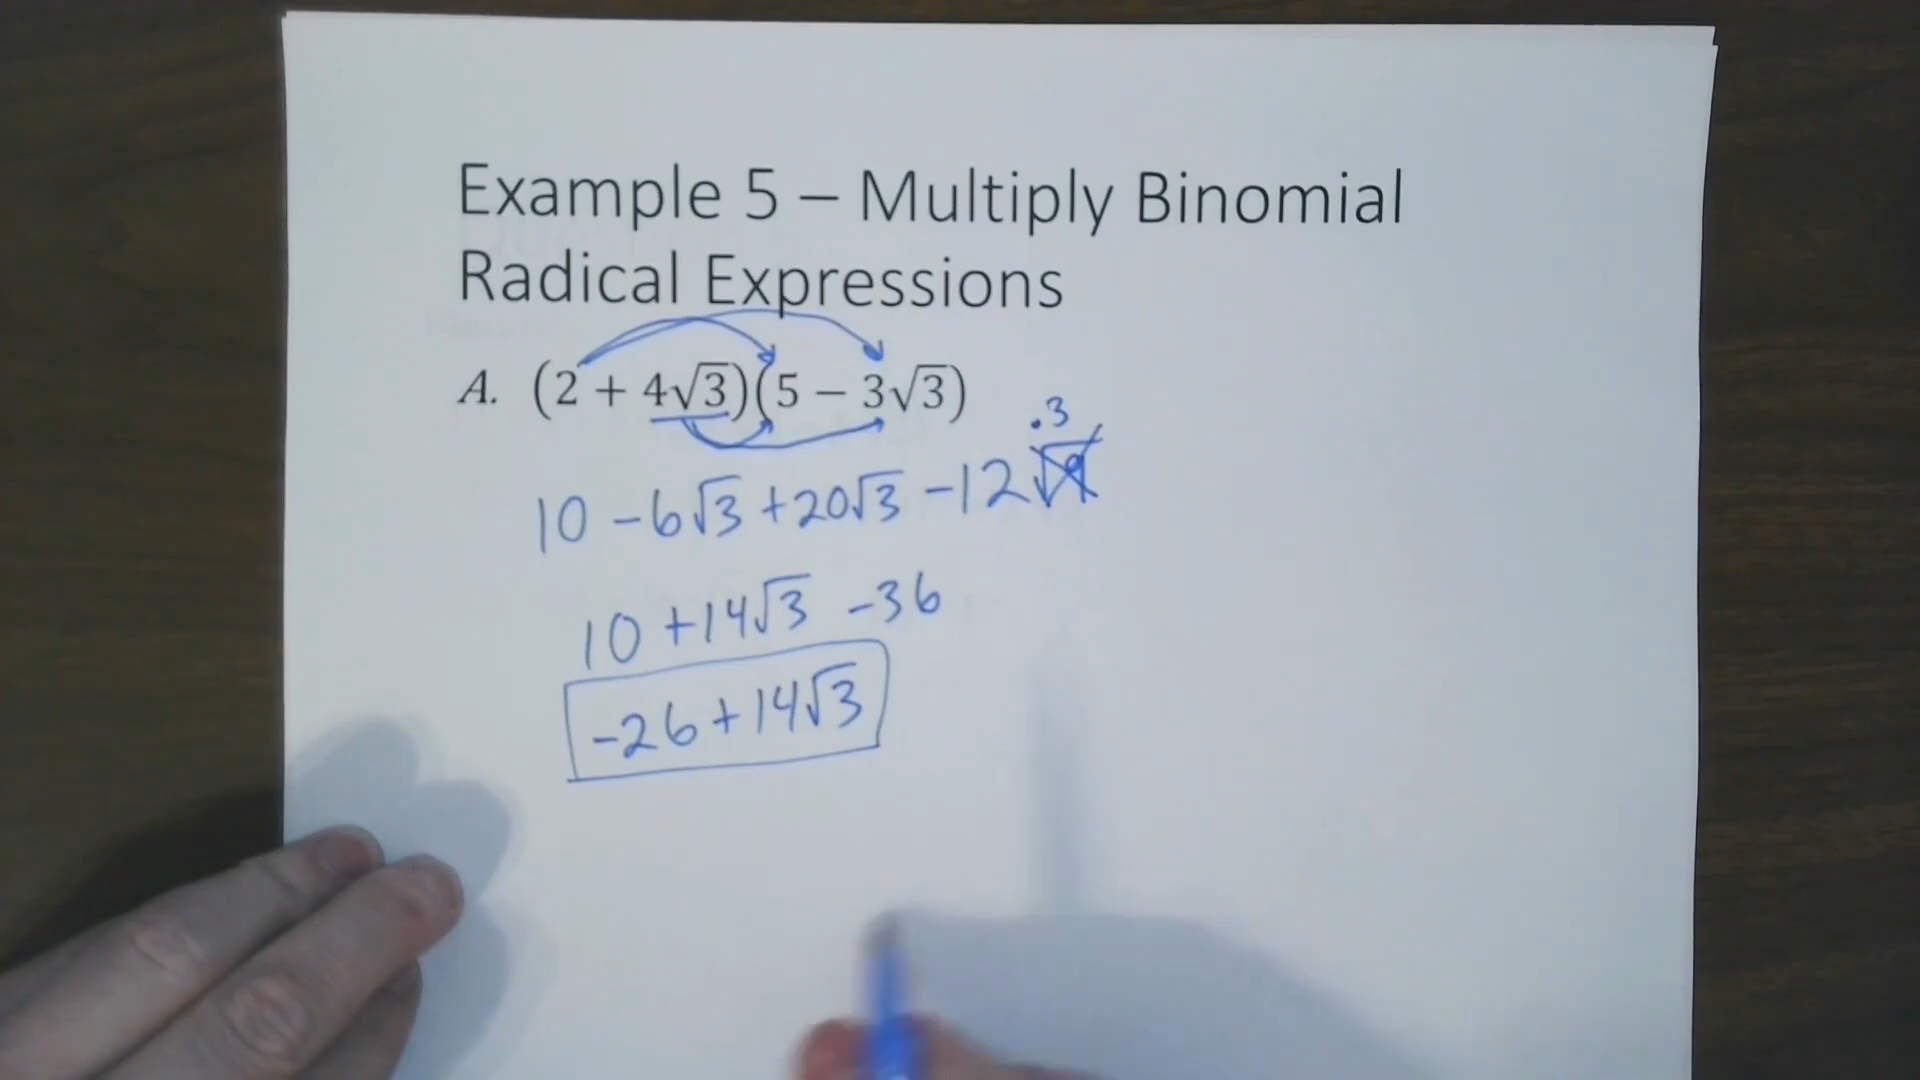 Example 5 – Multiply Binomial
Radical Expressions
A. (2 + 4√3)(5 − 3√3)
.3
10 -6√3 +20√3 -12√9
10 +14√3 -36
-26+14√3